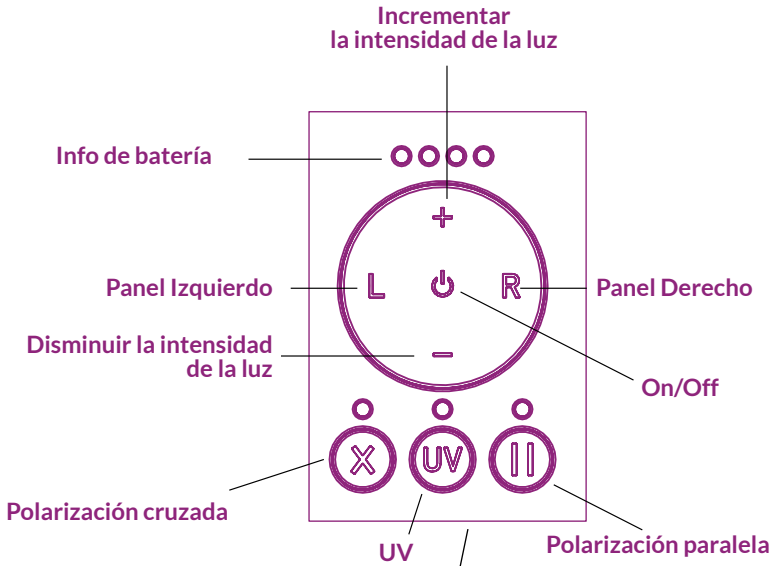 Incrementar
la intensidad de la luz
Info de batería
+
Panel Izquierdo
L
R
Panel Derecho
Disminuir la intensidad
de la luz
−
On/Off
X
UV
||
Polarización cruzada
UV
Polarización paralela